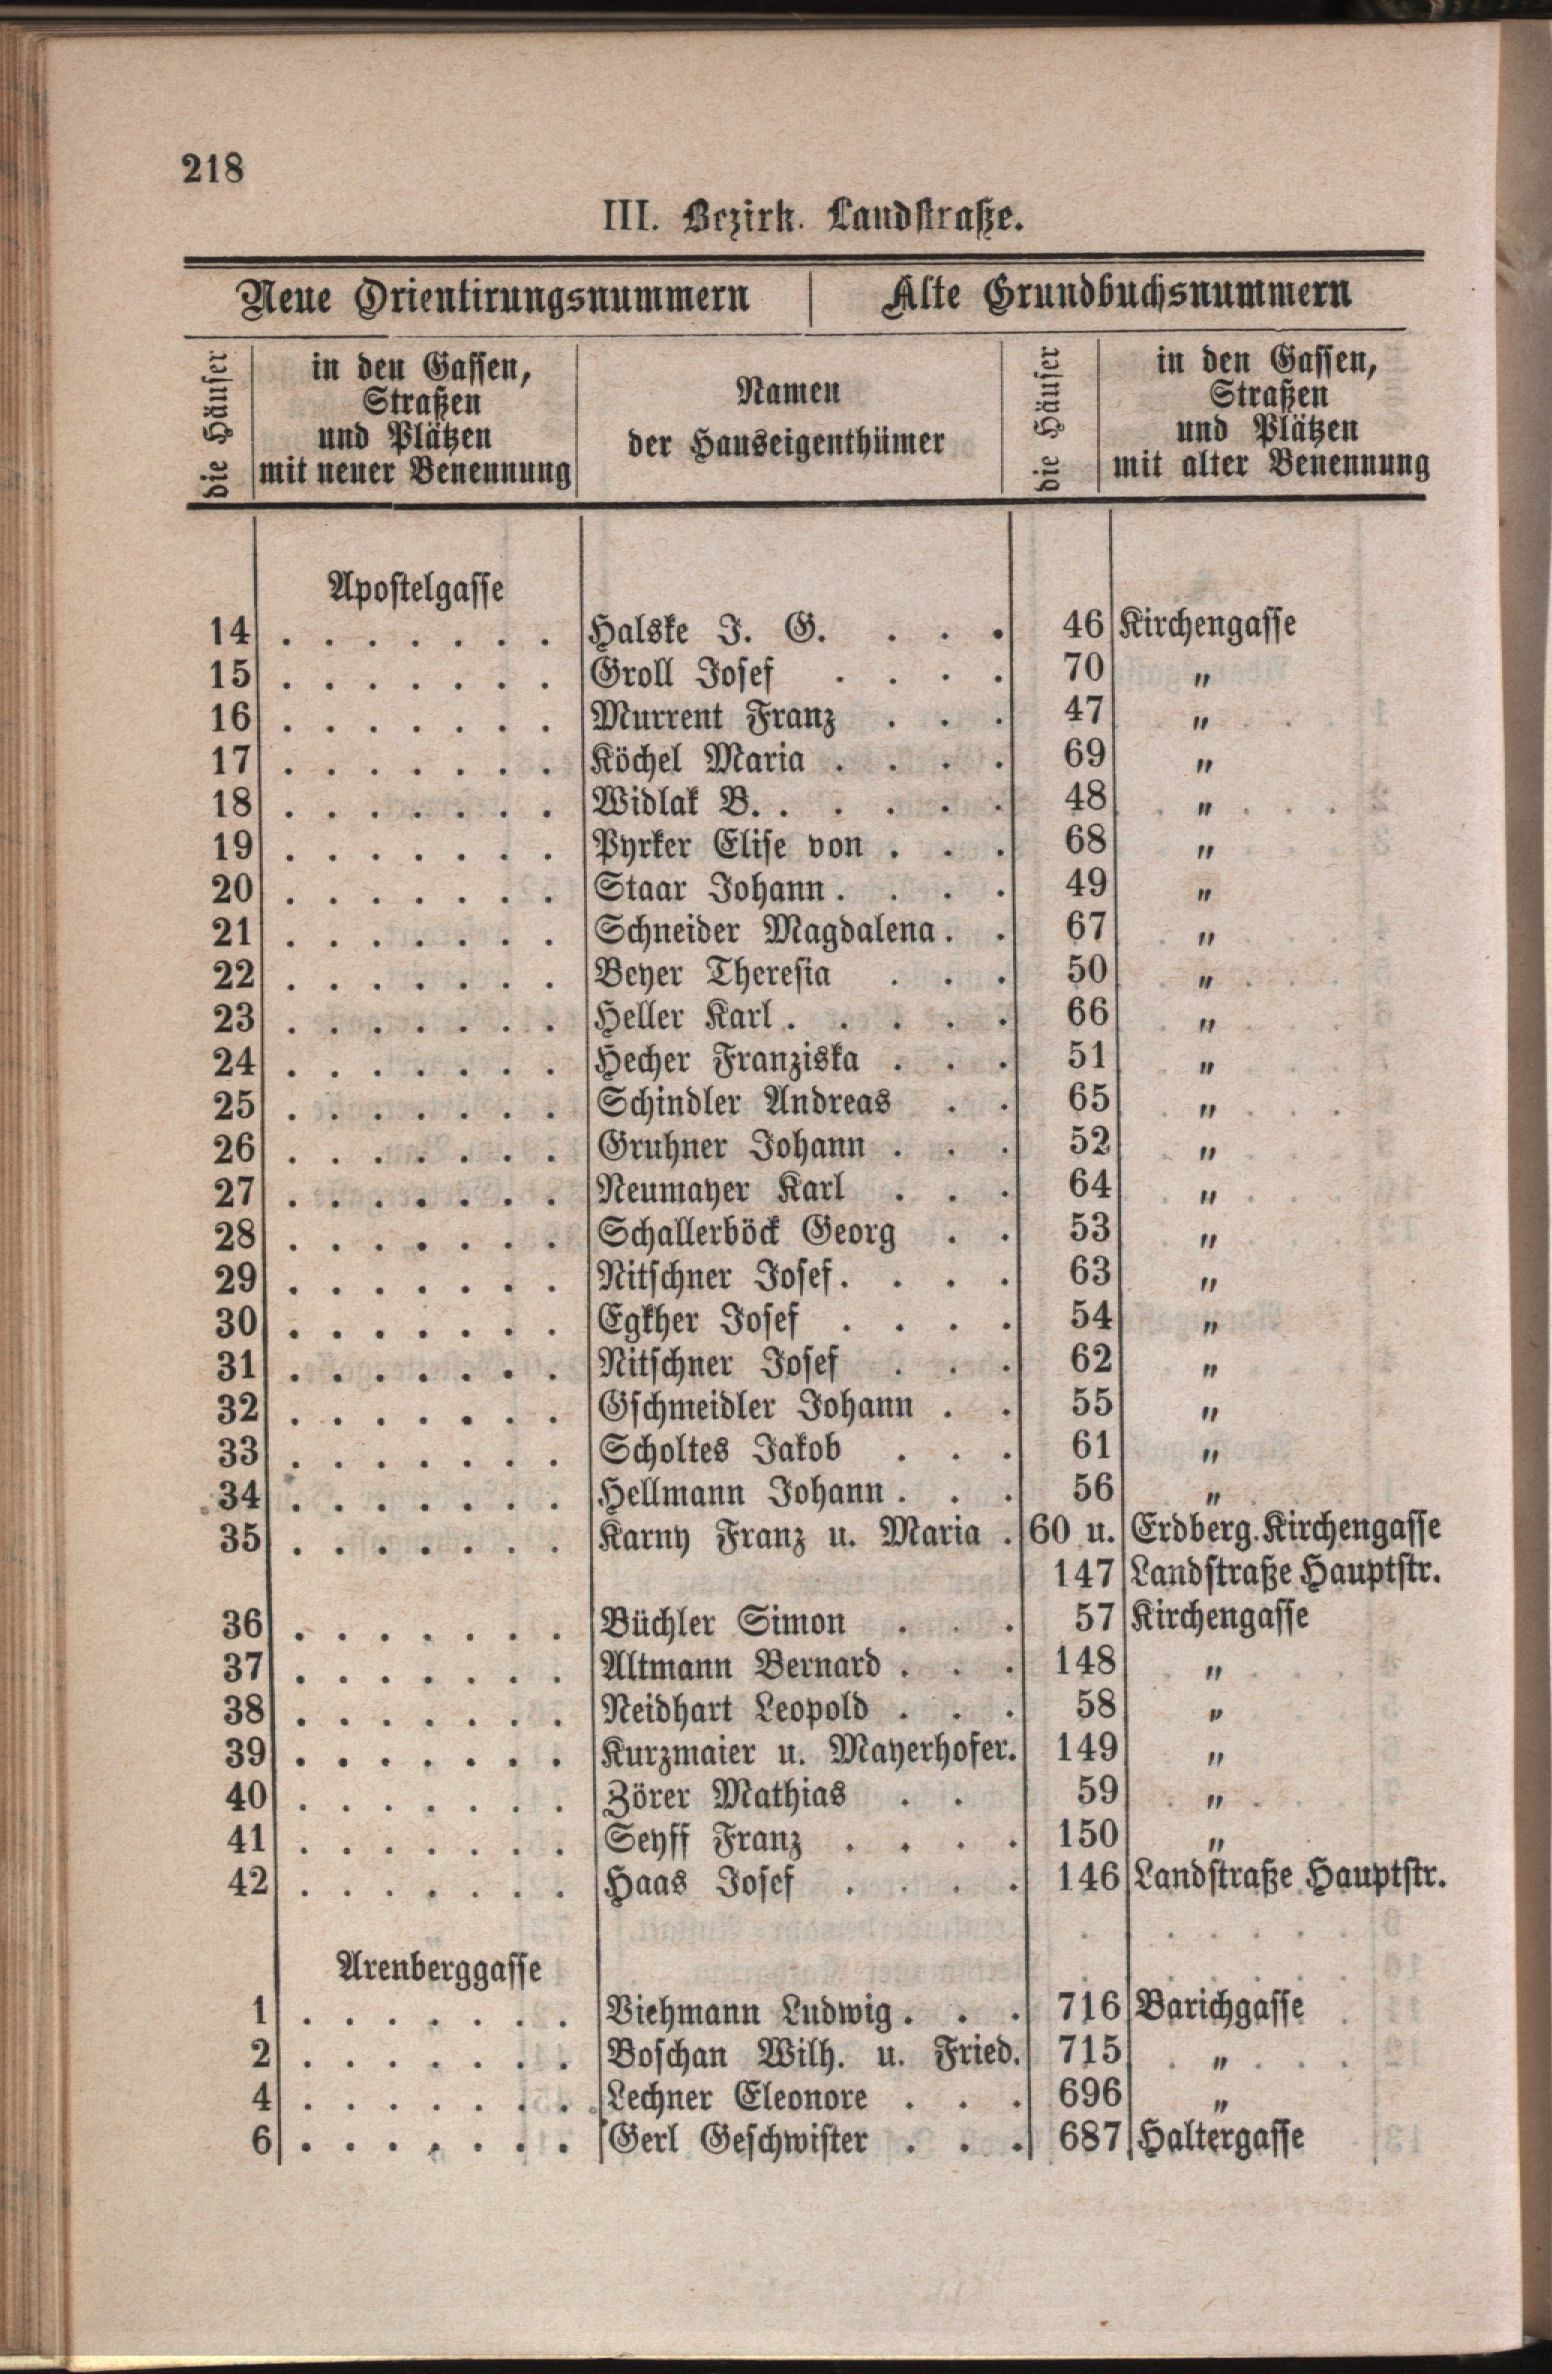 218
III. Bezirk. Landstraße.
Neue Orientirungsnummern | Alte Grundbuchsnummern
die Häuser
in den Gassen,
Straßen
und Plätzen
mit neuer Benennung
Namen
der Hauseigenthümer
die Häuser
in den Gassen,
Straßen
und Plätzen
mit alter Benennung
Apostelgasse
14 . . . . . . . Halske J. G. . . . 46 Kirchengasse
15 . . . . . . . Groll Josef . . . . 70 „
16 . . . . . . . Murrent Franz . . . 47 „
17 . . . . . . . Köchel Maria . . . . 69 „
18 . . . . . . . Widlak B. . . . . . 48 „
19 . . . . . . . Pyrker Elise von . . . 68 „
20 . . . . . . . Staar Johann . . . . 49 „
21 . . . . . . . Schneider Magdalena . . 67 „
22 . . . . . . . Beyer Theresia . . . 50 „
23 . . . . . . . Heller Karl . . . . . 66 „
24 . . . . . . . Hecher Franziska . . . 51 „
25 . . . . . . . Schindler Andreas . . 65 „
26 . . . . . . . Gruhner Johann . . . 52 „
27 . . . . . . . Neumayer Karl . . . 64 „
28 . . . . . . . Schallerböck Georg . . 53 „
29 . . . . . . . Nitschner Josef . . . . 63 „
30 . . . . . . . Egkher Josef . . . . 54 „
31 . . . . . . . Nitschner Josef . . . 62 „
32 . . . . . . . Gschmeidler Johann . . 55 „
33 . . . . . . . Scholtes Jakob . . . 61 „
34 . . . . . . . Hellmann Johann . . . 56 „
35 . . . . . . . Karny Franz u. Maria . 60 u. Erdberg. Kirchengasse
147 Landstraße Hauptstr.
36 . . . . . . . Büchler Simon . . . 57 Kirchengasse
37 . . . . . . . Altmann Bernard . . . 148 „
38 . . . . . . . Neidhart Leopold . . . 58 „
39 . . . . . . . Kurzmaier u. Mayerhofer. 149 „
40 . . . . . . . Zörer Mathias . . 59 „
41 . . . . . . . Seyff Franz . . . . 150 „
42 . . . . . . . Haas Josef . . . . 146 Landstraße Hauptstr.
Arenberggasse
1 . . . . . . . Viehmann Ludwig . . . 716 Barichgasse
2 . . . . . . . Boschan Wilh. u. Fried. 715 „
4 . . . . . . . Lechner Eleonore . . . 696 „
6 . . . . . . . Gerl Geschwister . . . 687 Haltergasse